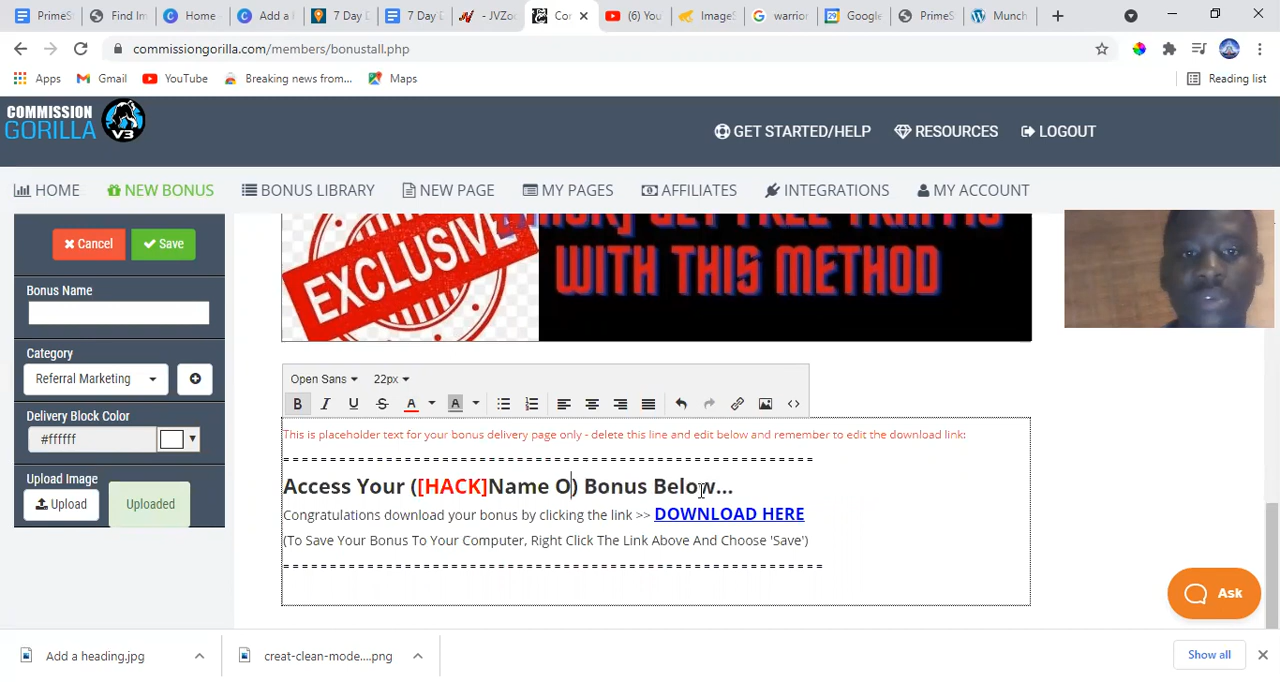 PrimeS
Find Im
Home -
Add a l
7 Day D
7 Day D
- JVZoo
Con
(6) You
ImageS
warrior
Google
PrimeS
Munch
commissiongorilla.com/members/bonustall.php
Apps
Gmail
YouTube
Breaking news from...
Maps
Reading list
COMMISSION
GORILLA
V3
GET STARTED/HELP
RESOURCES
LOGOUT
HOME
NEW BONUS
BONUS LIBRARY
NEW PAGE
MY PAGES
AFFILIATES
INTEGRATIONS
MY ACCOUNT
Cancel
Save
Bonus Name
Category
Referral Marketing
Delivery Block Color
#ffffff
Upload Image
Upload
Uploaded
EXCLUSIVE
[HACK] GET FREE TRAFFIC
WITH THIS METHOD
Open Sans
22px
B I U S A A
This is placeholder text for your bonus delivery page only - delete this line and edit below and remember to edit the download link:
Access Your ([HACK]Name O) Bonus Below...
Congratulations download your bonus by clicking the link >> DOWNLOAD HERE
(To Save Your Bonus To Your Computer, Right Click The Link Above And Choose 'Save')
Ask
Add a heading.jpg
creat-clean-mode....png
Show all